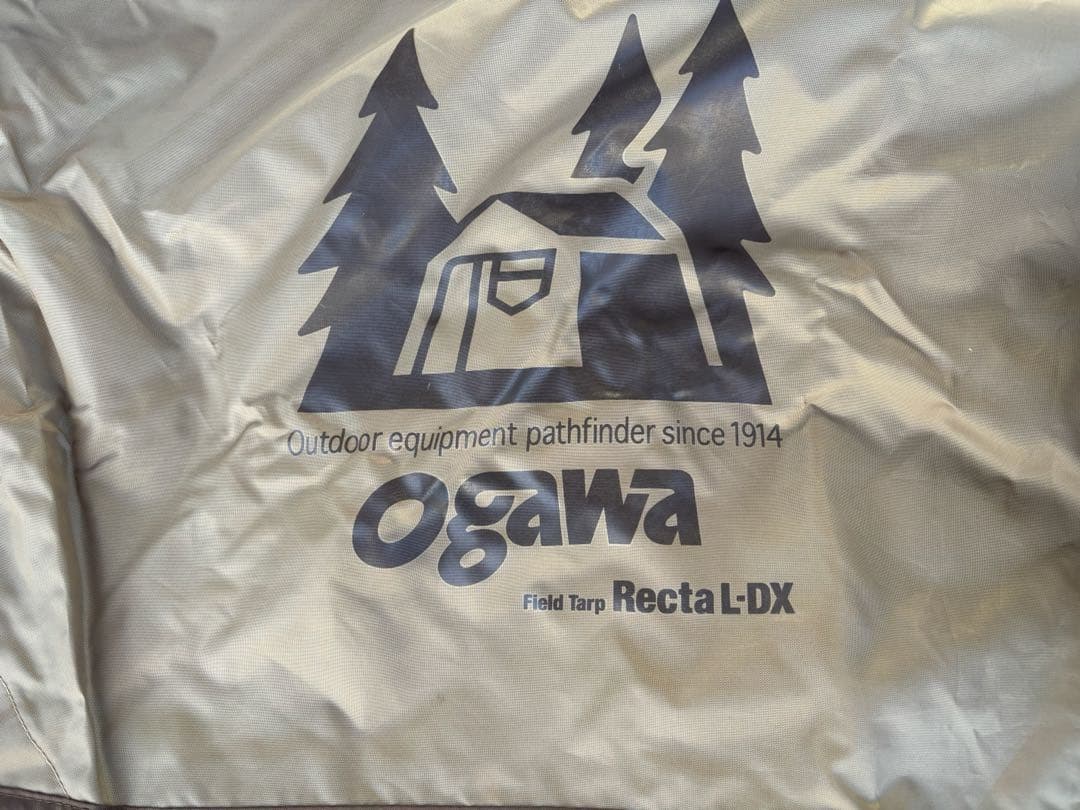 Outdoor equipment pathfinder since 1914
ogawa
Field Tarp Recta L-DX